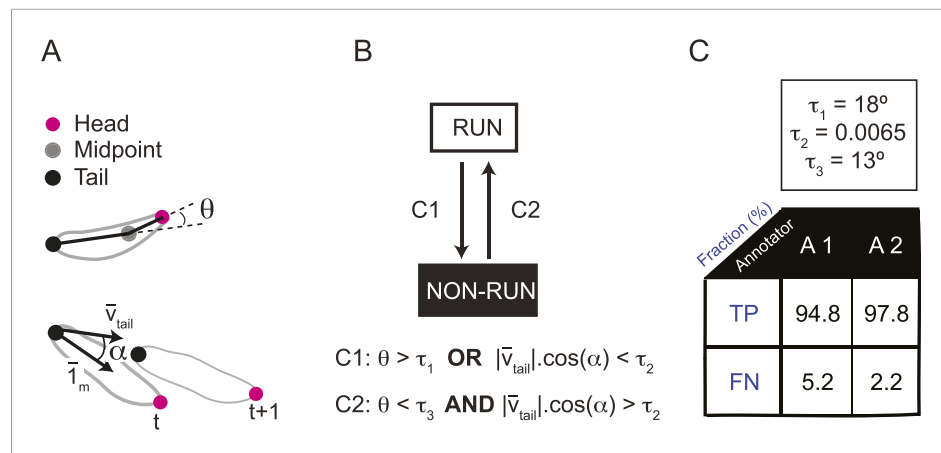 A
Head
Midpoint
Tail
θ
v̄tail
α
1̄m
t
t+1
B
RUN
C1
C2
NON-RUN
C1: θ > τ1 OR |v̄tail|.cos(α) < τ2
C2: θ < τ3 AND |v̄tail|.cos(α) > τ2
C
τ1 = 18º
τ2 = 0.0065
τ3 = 13º
Fraction (%)
Annotator
A 1
A 2
TP
94.8
97.8
FN
5.2
2.2